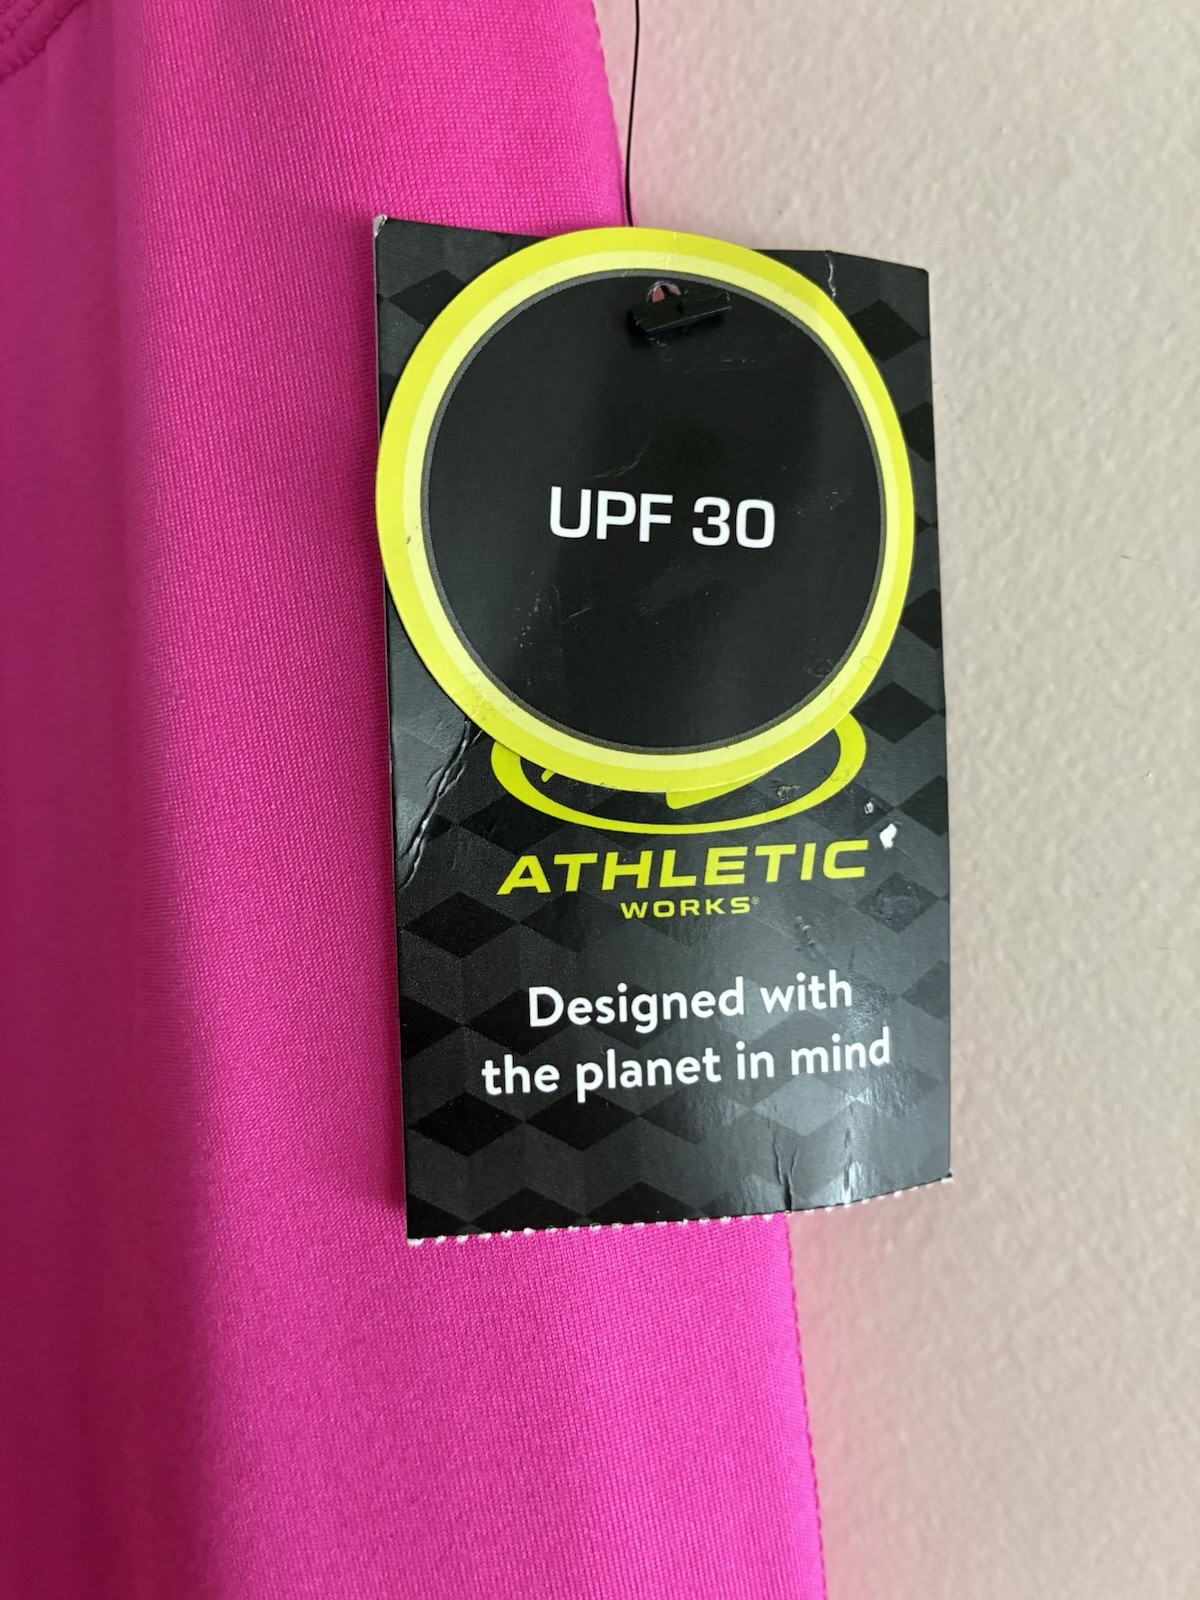 UPF 30
ATHLETIC
WORKS®
Designed with
the planet in mind